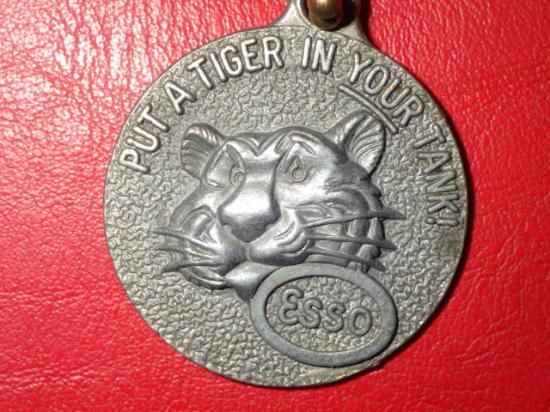 PUT A TIGER IN YOUR TANK!
ESSO